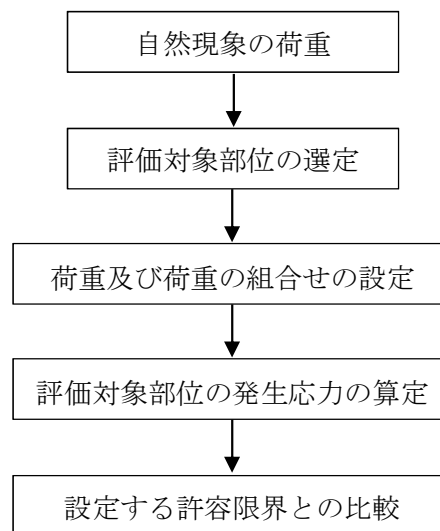 自然現象の荷重
評価対象部位の選定
荷重及び荷重の組合せの設定
評価対象部位の発生応力の算定
設定する許容限界との比較